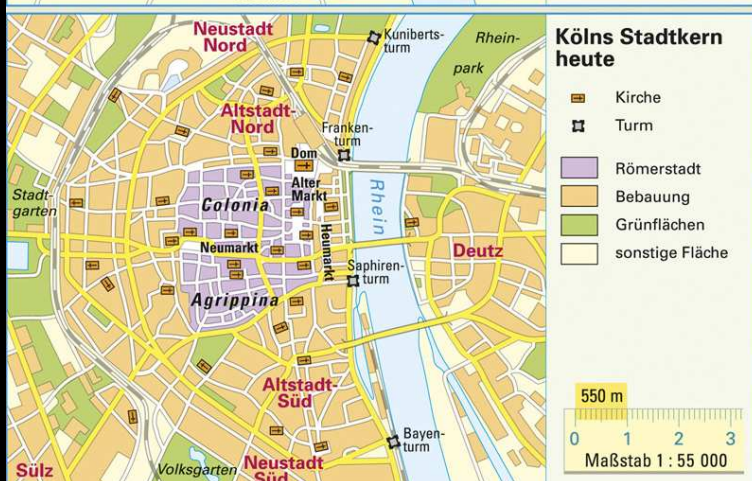 Neustadt
Nord
Kuniberts-
turm
Rhein-
park
Altstadt-
Nord
Franken-
turm
Dom
Alter
Markt
Stadt-
garten
Colonia
Rhein
Neumarkt
Heumarkt
Deutz
Saphiren-
turm
Agrippina
Altstadt-
Süd
Bayen-
turm
Sülz
Volksgarten
Neustadt
Süd
Kölns Stadtkern
heute
Kirche
Turm
Römerstadt
Bebauung
Grünflächen
sonstige Fläche
550 m
0 1 2 3
Maßstab 1 : 55 000